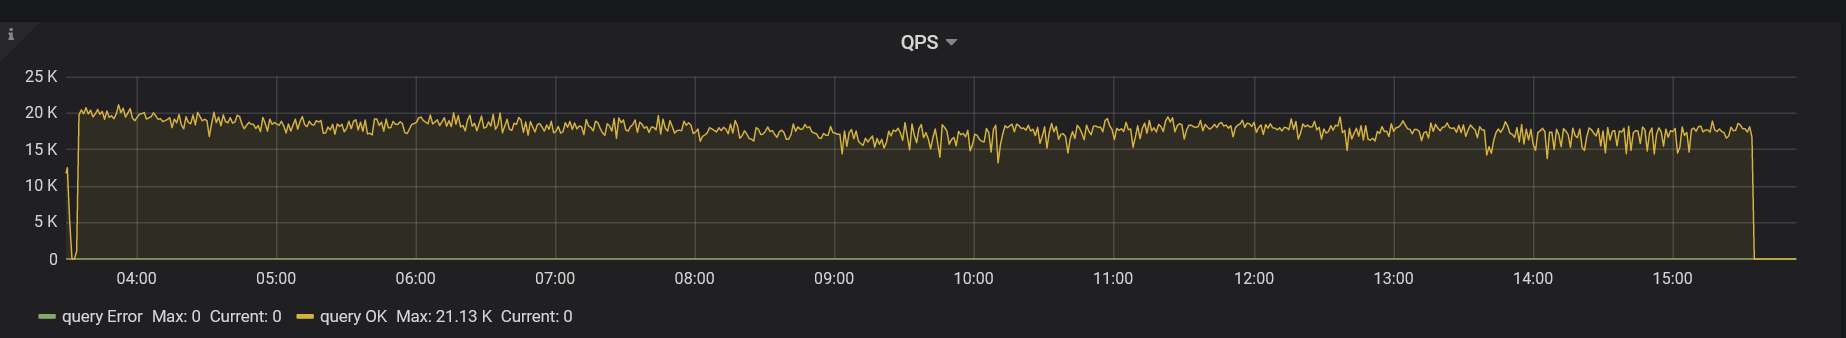 i
QPS
25 K
20 K
15 K
10 K
5 K
0
04:00 05:00 06:00 07:00 08:00 09:00 10:00 11:00 12:00 13:00 14:00 15:00
query Error Max: 0 Current: 0 query OK Max: 21.13 K Current: 0